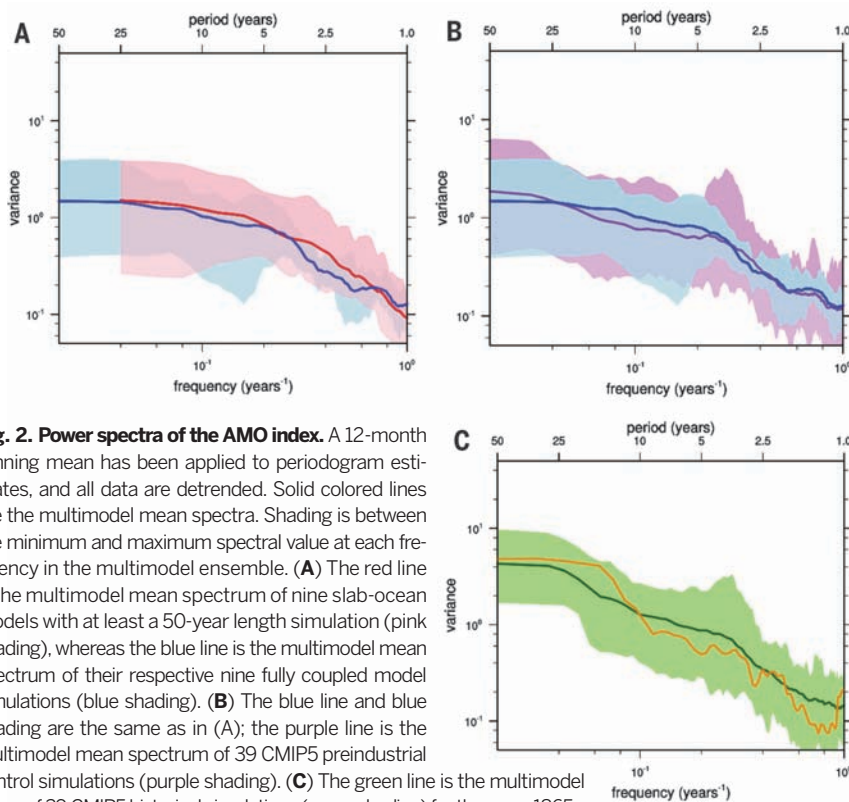 A
period (years)
50 25 10 5 2.5 1.0
10¹
10⁰
10⁻¹
variance
10⁻¹ 10⁰
frequency (years⁻¹)
B
period (years)
50 25 10 5 2.5 1.0
10¹
10⁰
10⁻¹
variance
10⁻¹ 10⁰
frequency (years⁻¹)
g. 2. Power spectra of the AMO index. A 12-month
nning mean has been applied to periodogram esti-
ates, and all data are detrended. Solid colored lines
e the multimodel mean spectra. Shading is between
e minimum and maximum spectral value at each fre-
ency in the multimodel ensemble. (A) The red line
the multimodel mean spectrum of nine slab-ocean
odels with at least a 50-year length simulation (pink
ading), whereas the blue line is the multimodel mean
ectrum of their respective nine fully coupled model
mulations (blue shading). (B) The blue line and blue
ading are the same as in (A); the purple line is the
ultimodel mean spectrum of 39 CMIP5 preindustrial
ntrol simulations (purple shading). (C) The green line is the multimodel
C
period (years)
50 25 10 5 2.5 1.0
10¹
10⁰
10⁻¹
variance
10⁻¹ 10⁰
frequency (years⁻¹)